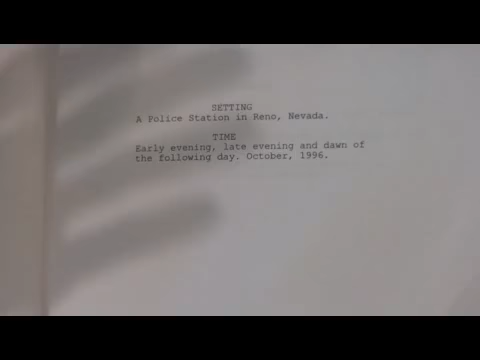 SETTING
A Police Station in Reno, Nevada.
TIME
Early evening, late evening and dawn of
the following day. October, 1996.